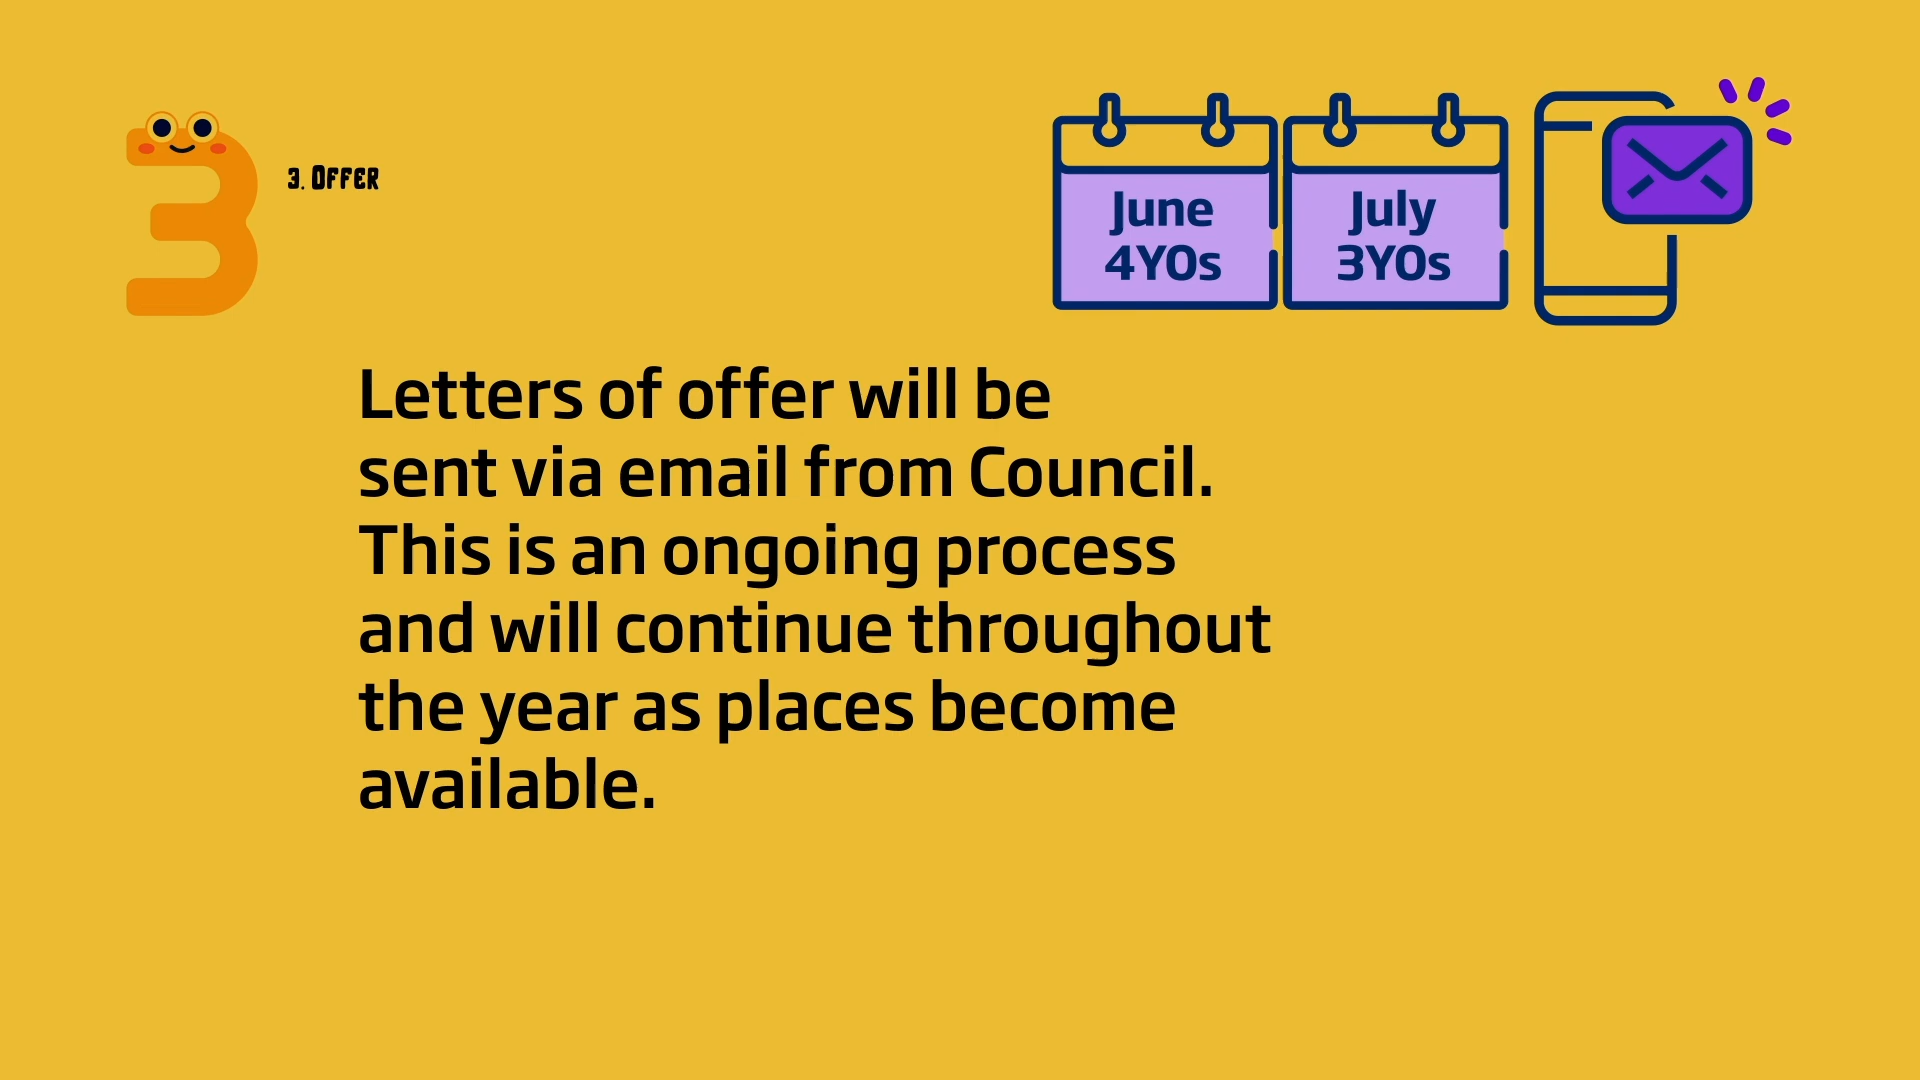 3. Offer
June
4YOs
July
3YOs
Letters of offer will be
sent via email from Council.
This is an ongoing process
and will continue throughout
the year as places become
available.